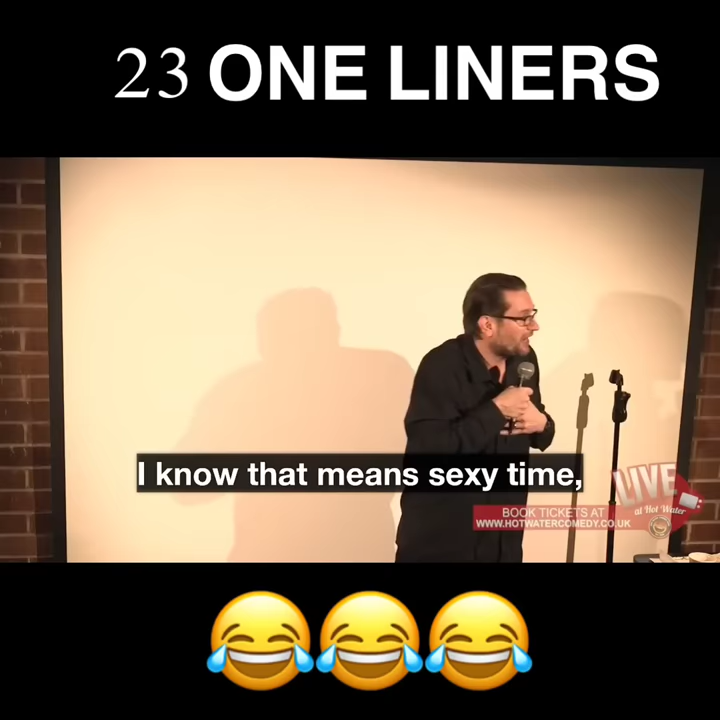 23 ONE LINERS
I know that means sexy time,
LIVE
at Hot Water
BOOK TICKETS AT
WWW.HOTWATERCOMEDY.CO.UK